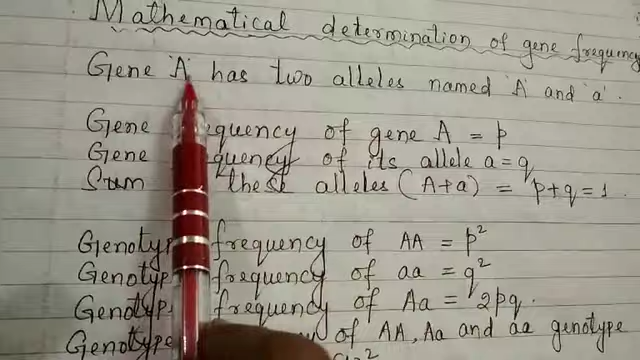 Mathematical determination of gene frequency
Gene 'A' has two alleles named 'A' and 'a'.
Gene frequency of gene A = p
Gene frequency of its allele a = q
Sum these alleles (A+a) = p+q=1
Genotype frequency of AA = p²
Genotype frequency of aa = q²
Genotype frequency of Aa = 2pq.
Genotype of AA, Aa and aa genotype